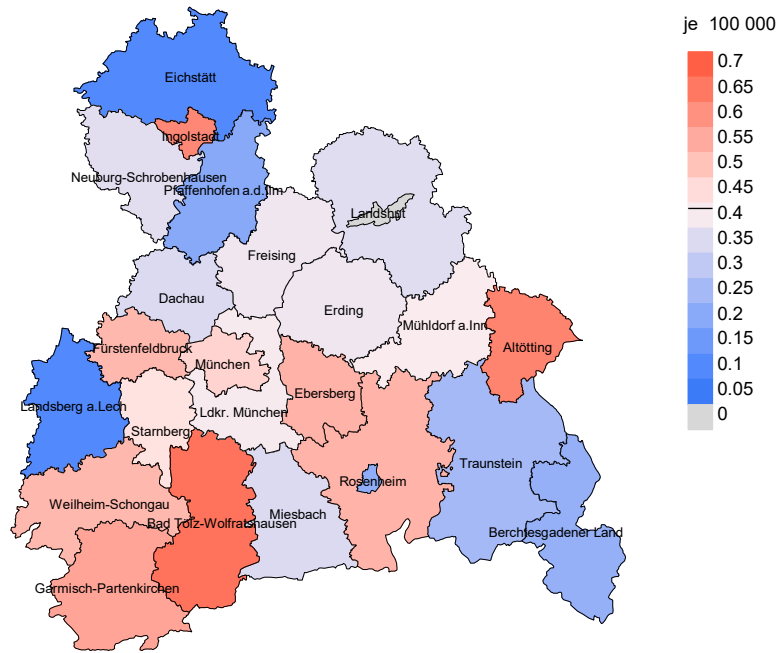 je 100 000
0.7
0.6
0.55
0.5
0.45
0.4
0.35
0.3
0.25
0.2
0.15
0.1
0.05
0
Eichstätt
Ingolstadt
Neuburg-Schrobenhausen
Pfaffenhofen a.d.Ilm
Landshut
Freising
Dachau
Erding
Mühldorf a.Inn
Altötting
Fürstenfeldbruck
München
Ebersberg
Landsberg a.Lech
Ldkr. München
Starnberg
Traunstein
Rosenheim
Weilheim-Schongau
Miesbach
Bad Tölz-Wolfratshausen
Berchtesgadener Land
Garmisch-Partenkirchen